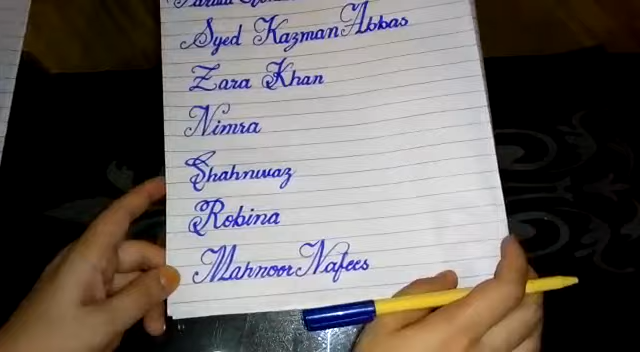 Syed Kazman Abbas
Zara Khan
Nimra
Shahnwaz
Robina
Mahnoor Nafees